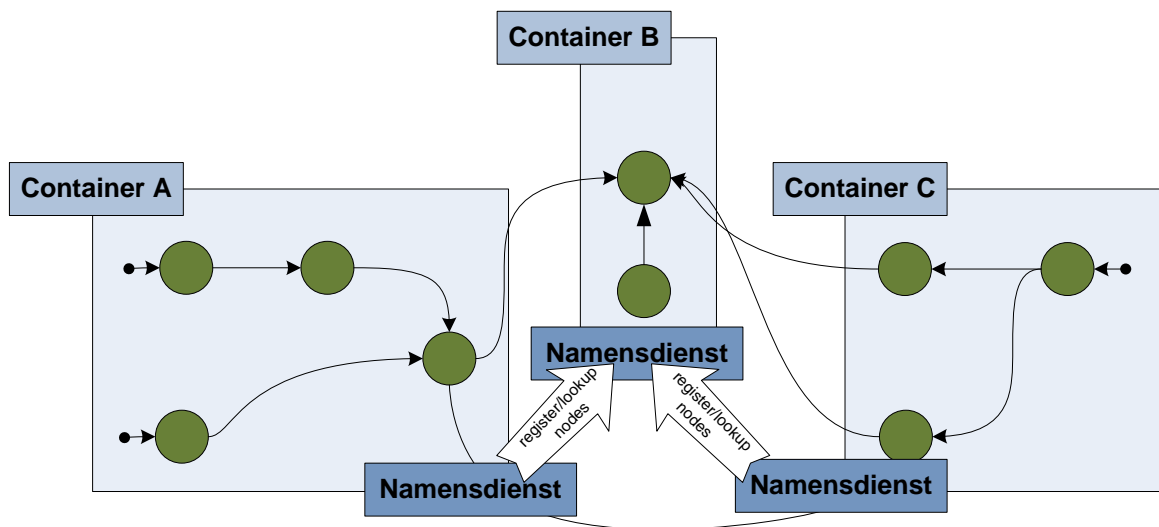 Container B
Container A
Container C
Namensdienst
register/lookup
nodes
register/lookup
nodes
Namensdienst
Namensdienst